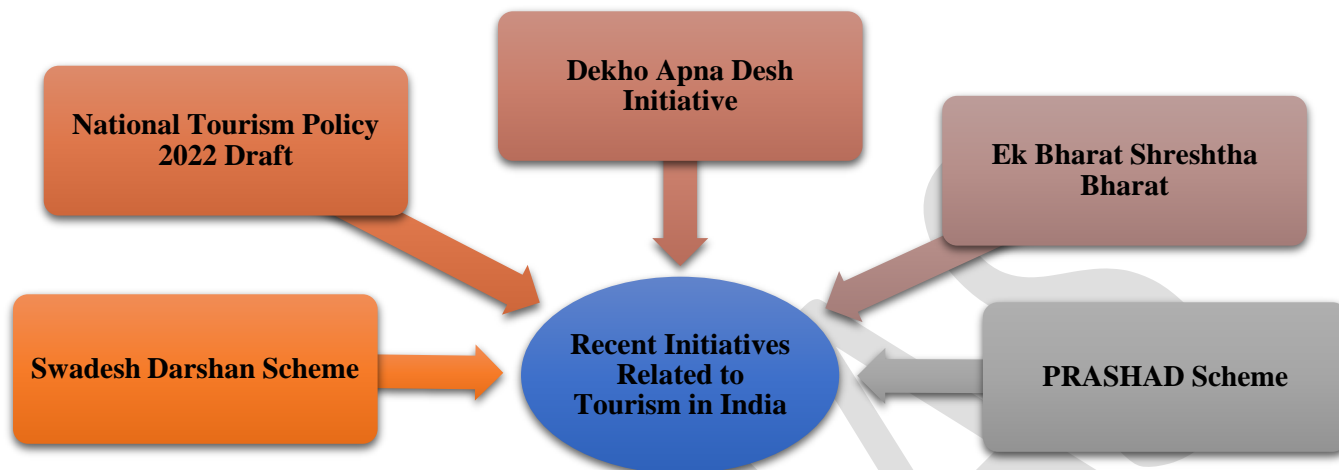 Dekho Apna Desh
Initiative
National Tourism Policy
2022 Draft
Ek Bharat Shreshtha
Bharat
Swadesh Darshan Scheme
Recent Initiatives
Related to
Tourism in India
PRASHAD Scheme